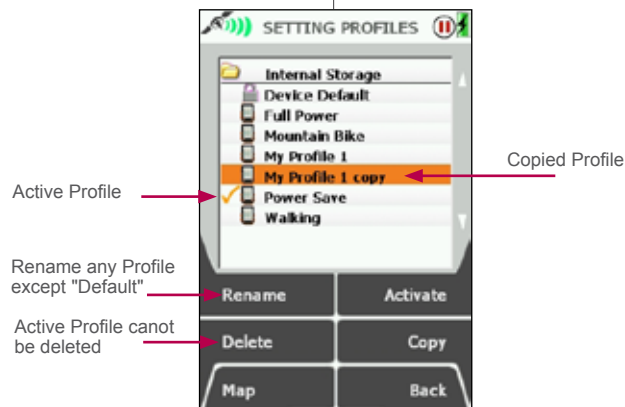 SETTING PROFILES
Internal Storage
Device Default
Full Power
Mountain Bike
My Profile 1
My Profile 1 copy
Copied Profile
Active Profile
Power Save
Walking
Rename any Profile
except "Default"
Rename
Activate
Active Profile canot
be deleted
Delete
Copy
Map
Back